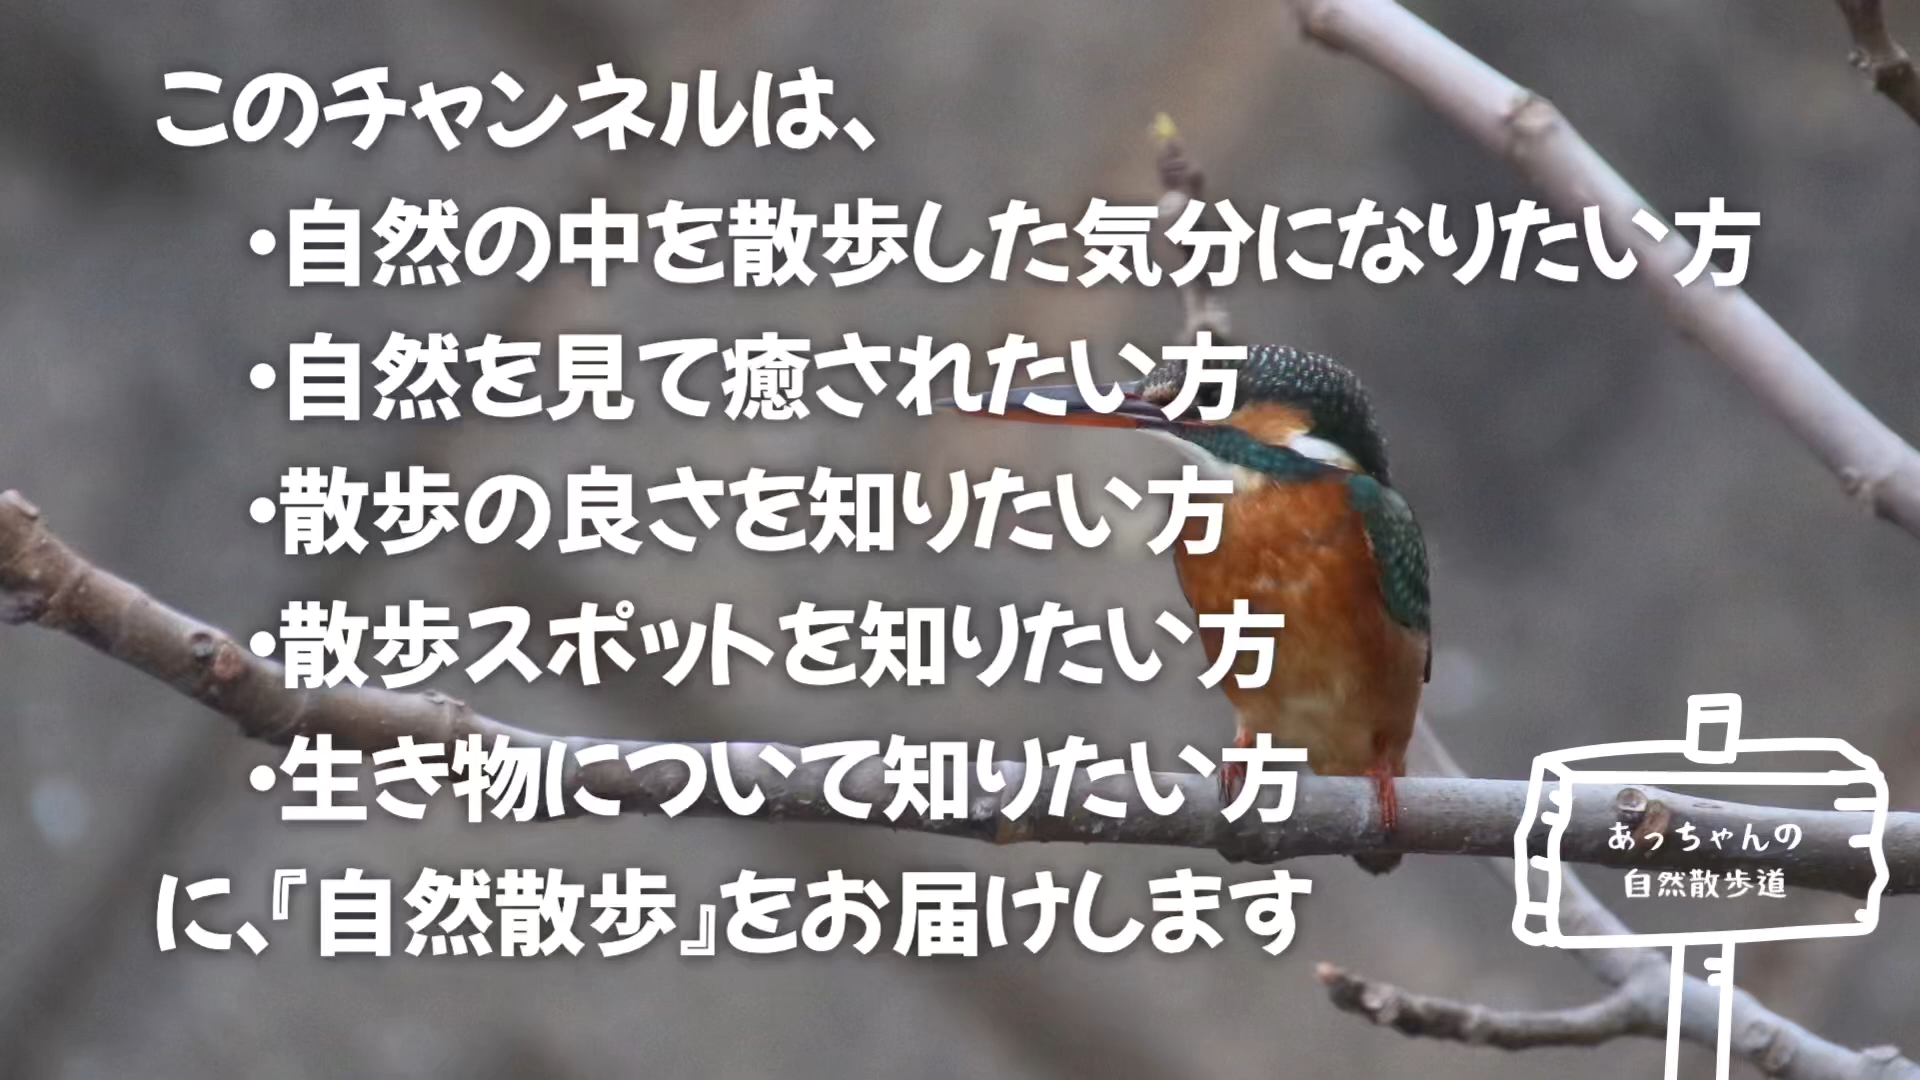 このチャンネルは、
・自然の中を散歩した気分になりたい方
・自然を見て癒されたい方
・散歩の良さを知りたい方
・散歩スポットを知りたい方
・生き物について知りたい方
に、『自然散歩』をお届けします
あっちゃんの
自然散歩道